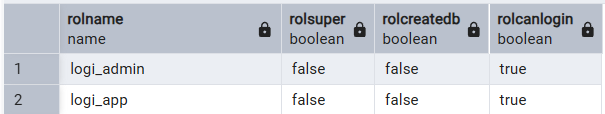 rolname rolsuper rolcreatedb rolcanlogin
name boolean boolean boolean
1 logi_admin false false true
2 logi_app false false true